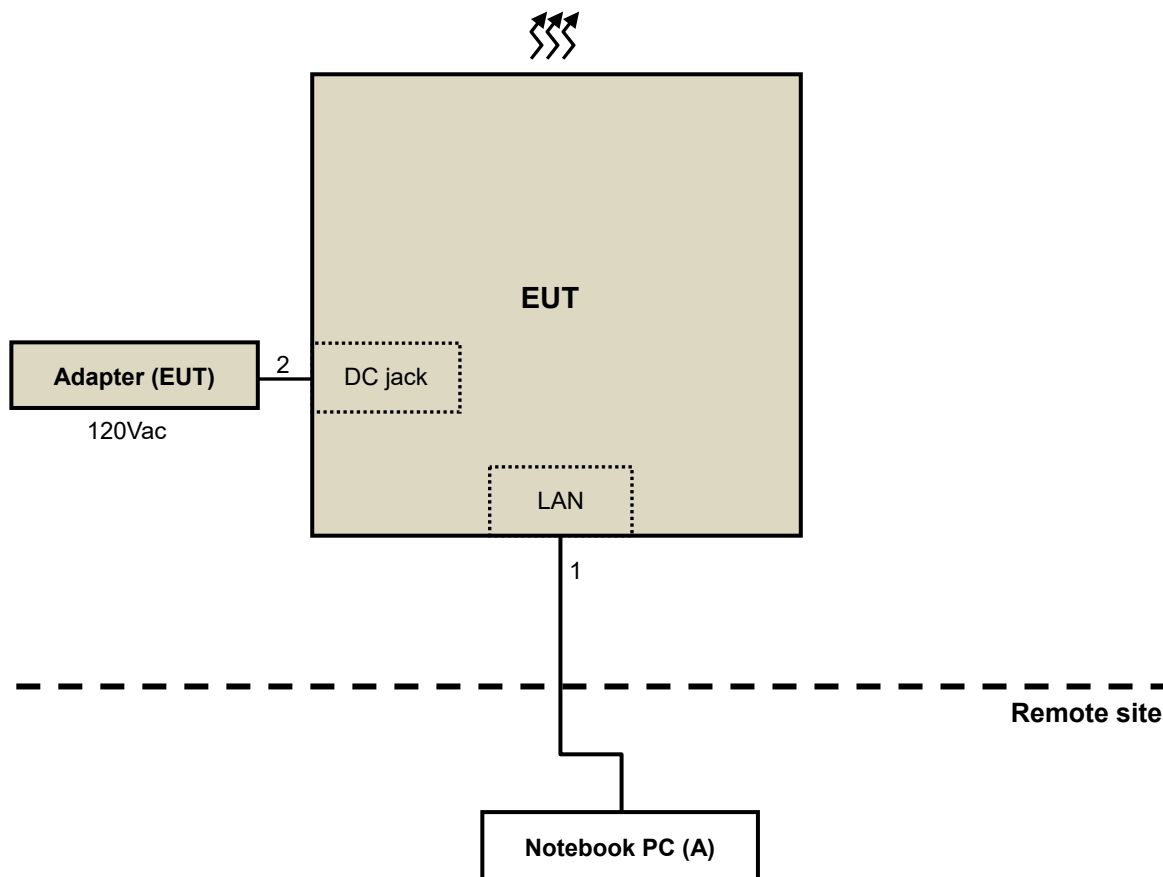 EUT
Adapter (EUT)
2
DC jack
120Vac
LAN
1
Remote site
Notebook PC (A)